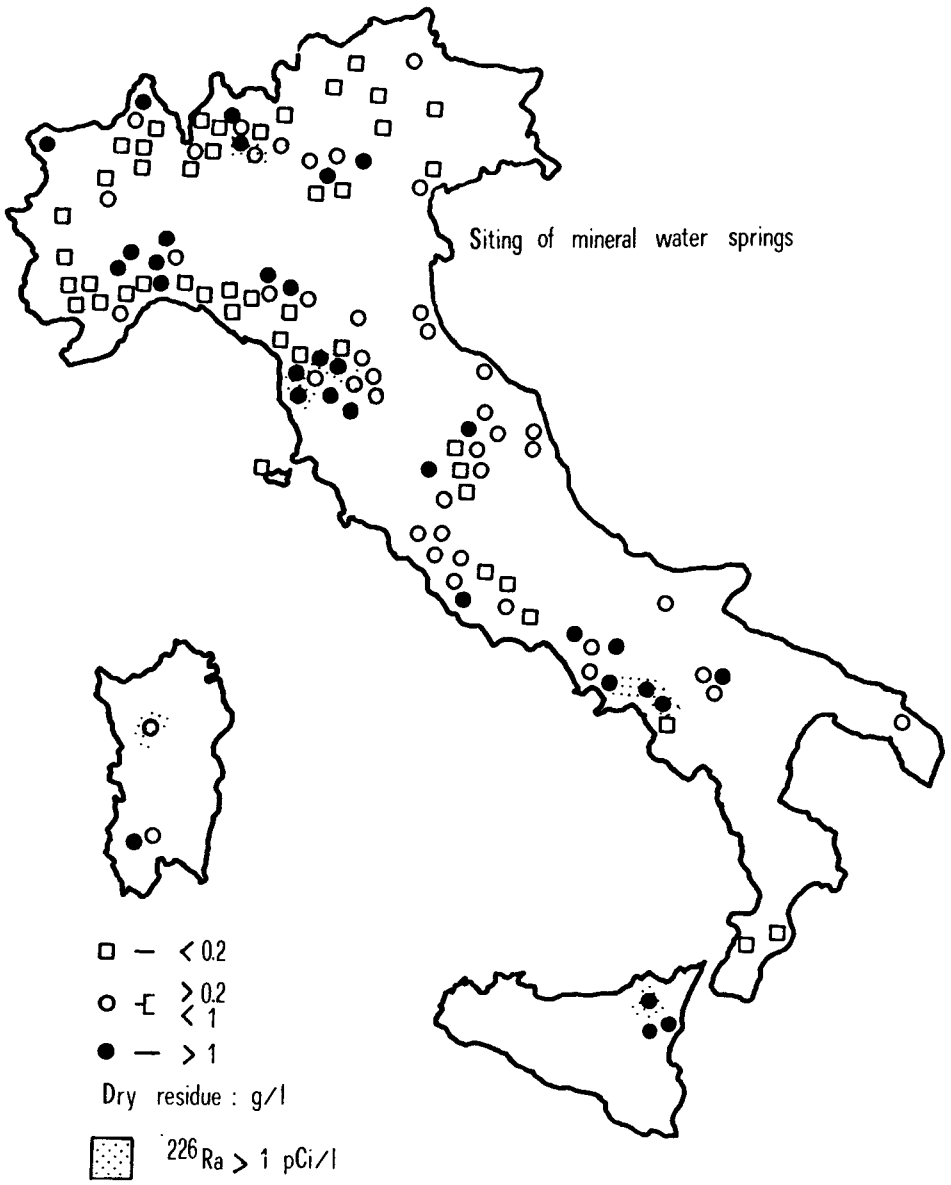 Siting of mineral water springs
< 0.2
> 0.2
< 1
> 1
Dry residue : g/l
²²⁶Ra > 1 pCi/l